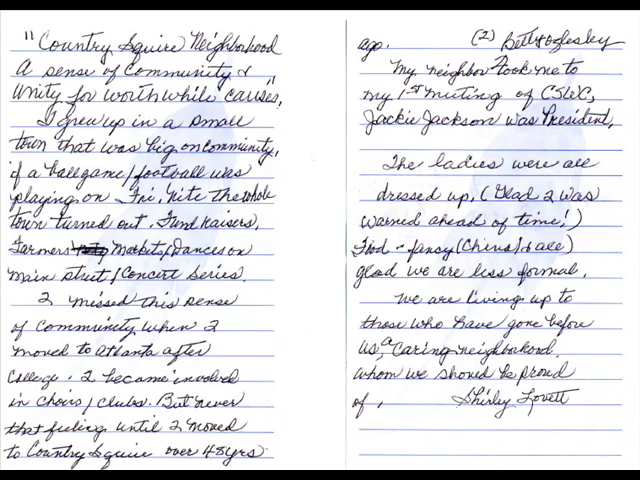 "Country Squire Neighborhood
A sense of community &
Unity for worthwhile causes,"
I grew up in a small
town that was big on community,
if a ballgame/football was
playing on Fri. Nite the whole
town turned out. Fund Raisers,
Farmers Markets/Dances on
Main Street/Concert Series.
I missed this sense
of Community when I
moved to Atlanta after
College. I became involved
in Choirs/Clubs. But never
that feeling until I moved
to Country Squire over 48 yrs
ago. (2) Betty Oglesby
My neighbor took me to
my 1st meeting of CSWC,
Jackie Jackson was President,
The ladies were all
dressed up, (Glad I was
warned ahead of time!)
Food - fancy (China/& all)
glad we are less formal.
We are living up to
those who have gone before
us, a Caring neighborhood,
whom we should be proud
of, Shirley Lovett